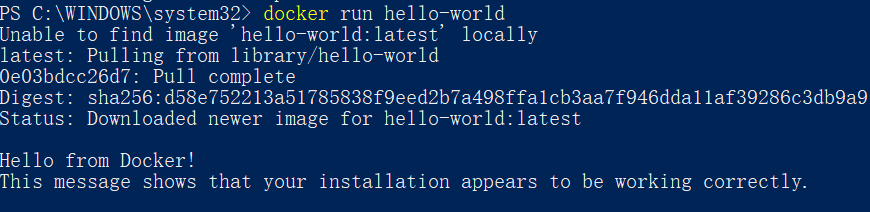 PS C:\WINDOWS\system32> docker run hello-world
Unable to find image 'hello-world:latest' locally
latest: Pulling from library/hello-world
0e03bdcc26d7: Pull complete
Digest: sha256:d58e752213a51785838f9eed2b7a498ffa1cb3aa7f946dda11af39286c3db9a9
Status: Downloaded newer image for hello-world:latest
Hello from Docker!
This message shows that your installation appears to be working correctly.